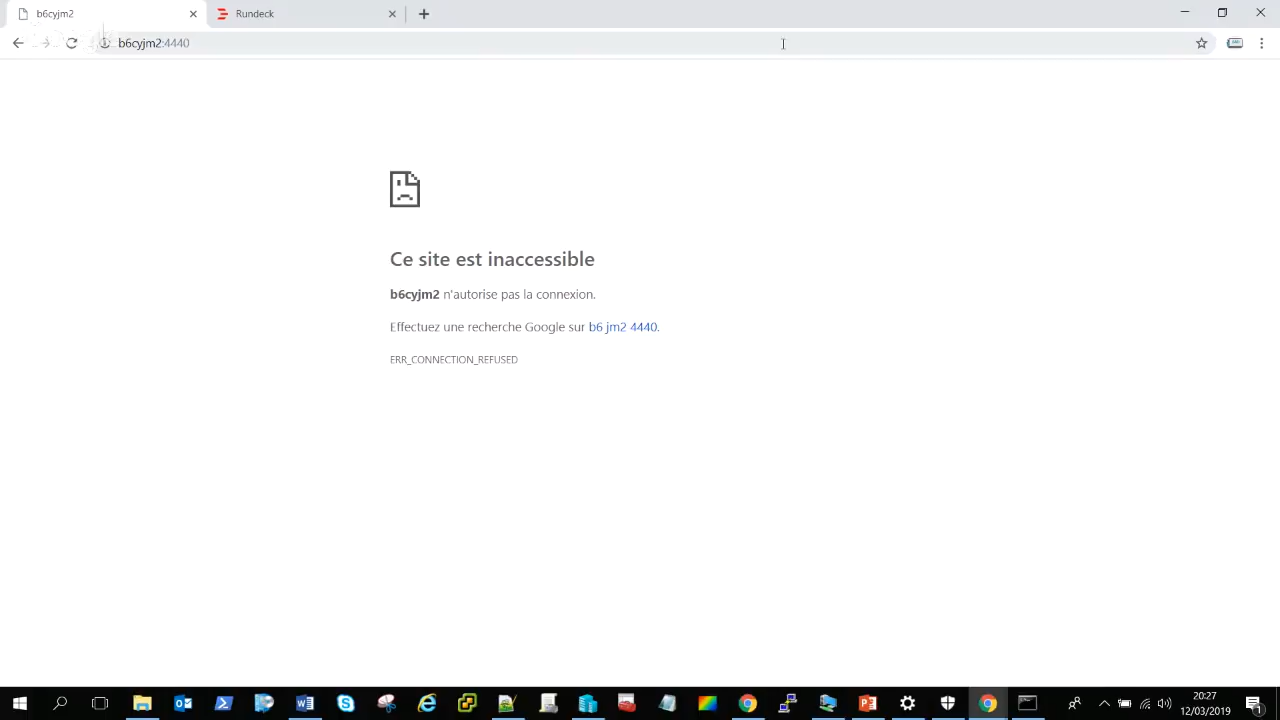 b6cyjm2
Rundeck
b6cyjm2:4440
Ce site est inaccessible
b6cyjm2 n'autorise pas la connexion.
Effectuez une recherche Google sur b6 jm2 4440.
ERR_CONNECTION_REFUSED
20:27
12/03/2019